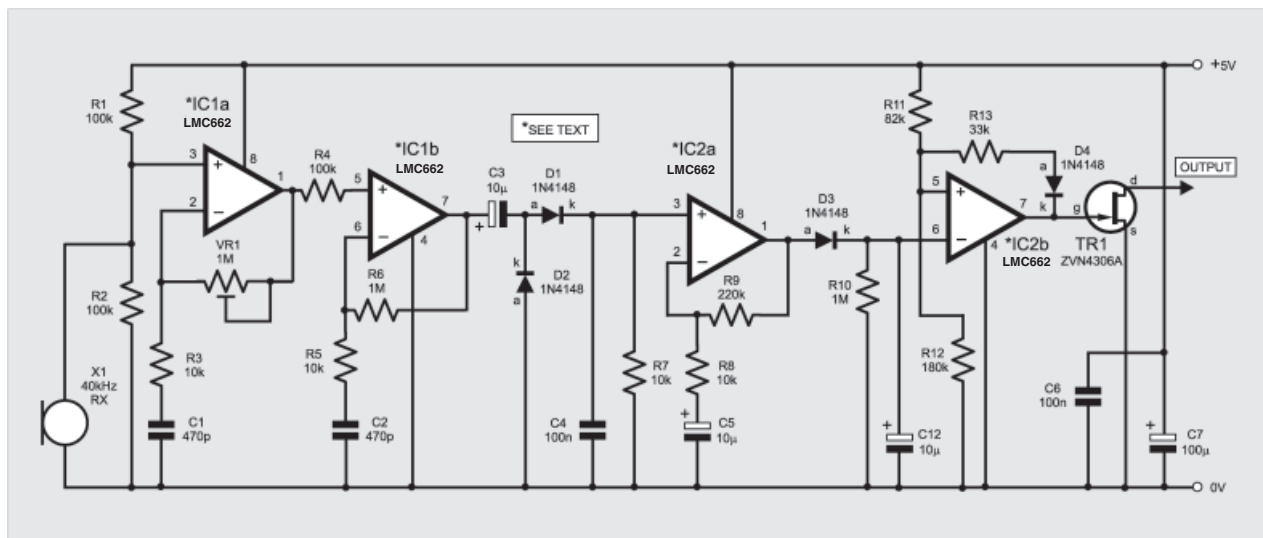 +5V
R1
100k
*IC1a
LMC662
3
+
8
1
2
−
VR1
1M
R2
100k
R3
10k
C1
470p
X1
40kHz
RX
R4
100k
*IC1b
LMC662
5
+
7
6
−
4
R6
1M
R5
10k
C2
470p
*SEE TEXT
C3
10µ
+
D1
1N4148
a
k
k
D2
1N4148
a
C4
100n
R7
10k
*IC2a
LMC662
3
+
8
1
2
−
R9
220k
R8
10k
+
C5
10µ
D3
1N4148
a
k
R10
1M
+
C12
10µ
R11
82k
R13
33k
D4
1N4148
a
k
5
+
7
6
−
4
*IC2b
LMC662
R12
180k
OUTPUT
d
g
s
TR1
ZVN4306A
C6
100n
+
C7
100µ
0V